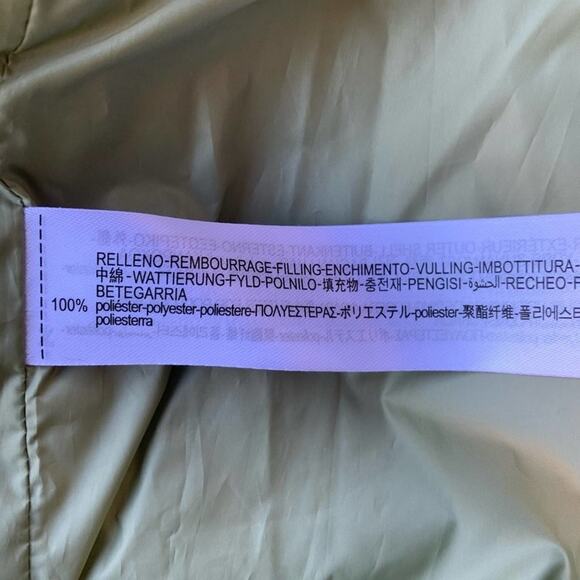 RELLENO-REMBOURRAGE-FILLING-ENCHIMENTO-VULLING-IMBOTTITURA-
中綿-WATTIERUNG-FYLD-POLNILO-填充物-충전재-PENGISI-الحشوة-RECHEO-F
BETEGARRIA
100% poliéster-polyester-poliestere-ΠΟΛΥΕΣΤΕΡΑΣ-ポリエステル-poliester-聚酯纤维-폴리에스테
poliesterra